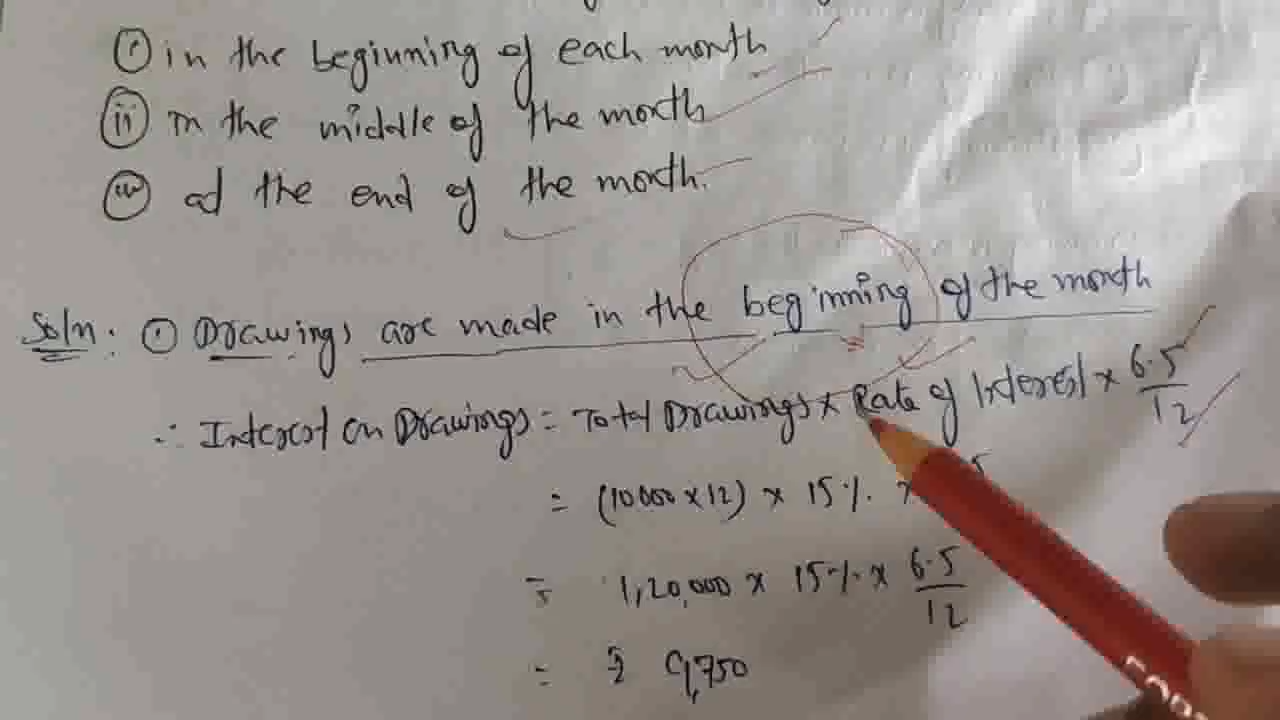 (i) in the beginning of each month
(ii) in the middle of the month
(iii) at the end of the month.
Soln: (i) Drawings are made in the beginning of the month
∴ Interest on Drawings = Total Drawings x Rate of Interest x 6.5/12
= (10000 x 12) x 15% x
= 1,20,000 x 15% x 6.5/12
= ₹ 9,750